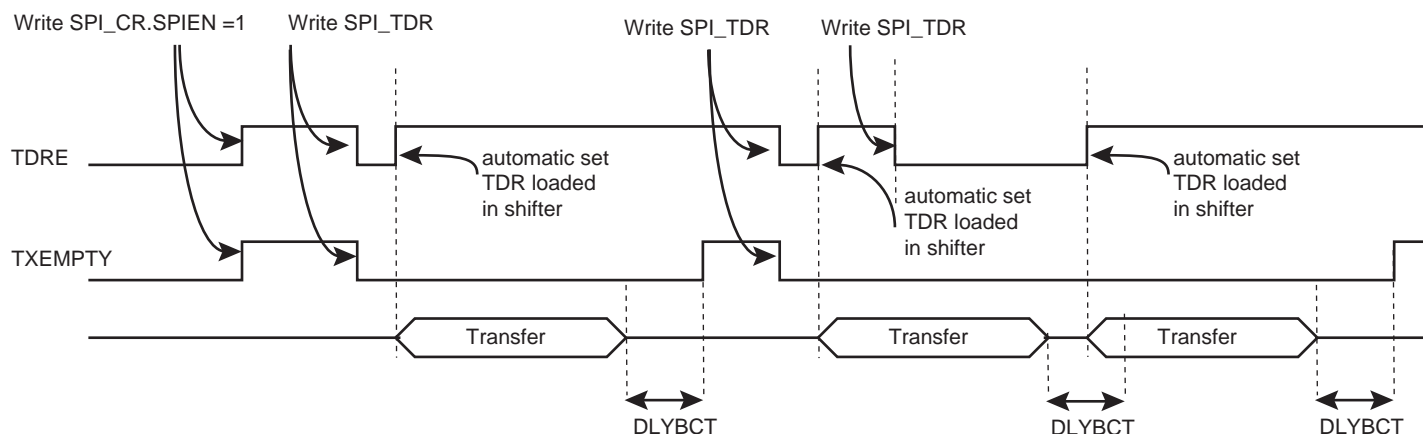 Write SPI_CR.SPIEN =1
Write SPI_TDR
Write SPI_TDR
Write SPI_TDR
TDRE
automatic set
TDR loaded
in shifter
automatic set
TDR loaded
in shifter
automatic set
TDR loaded
in shifter
TXEMPTY
Transfer
Transfer
Transfer
DLYBCT
DLYBCT
DLYBCT